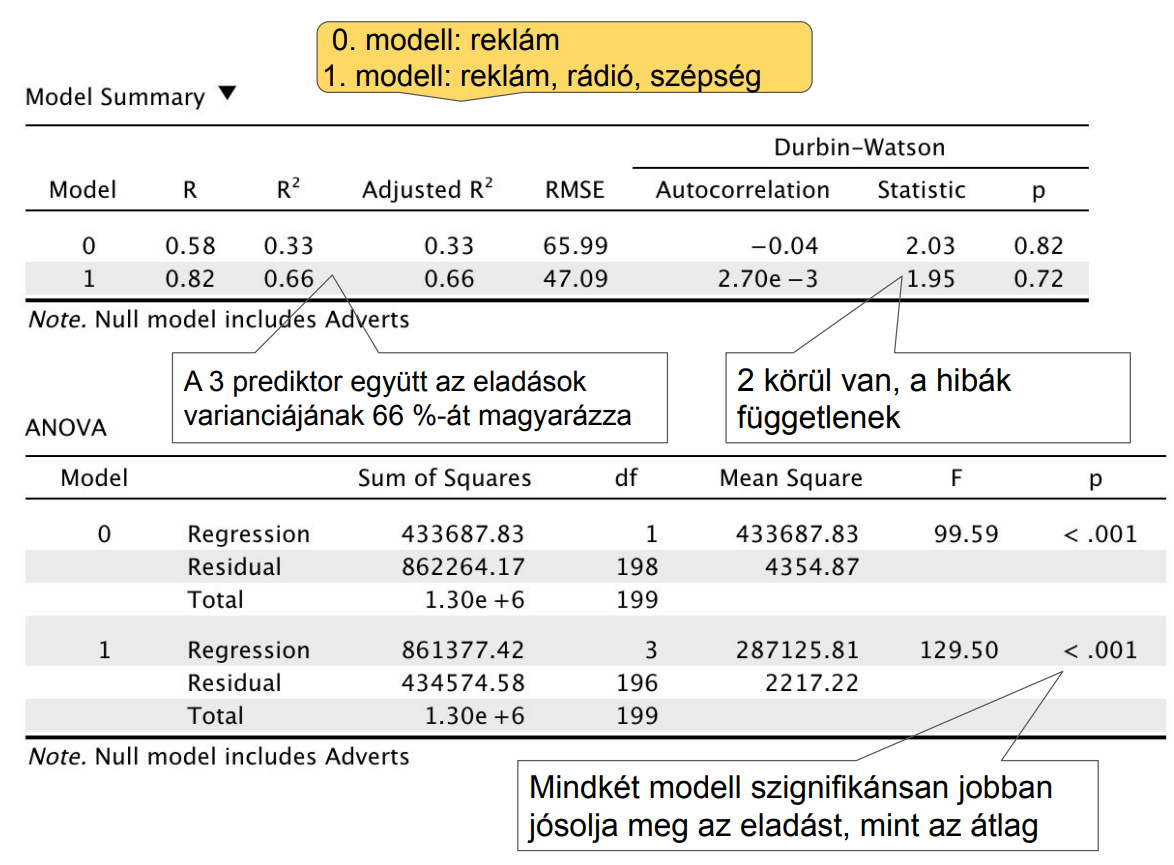 0. modell: reklám
1. modell: reklám, rádió, szépség
Model Summary ▼
Durbin–Watson
Model R R² Adjusted R² RMSE Autocorrelation Statistic p
0 0.58 0.33 0.33 65.99 −0.04 2.03 0.82
1 0.82 0.66 0.66 47.09 2.70e −3 1.95 0.72
Note. Null model includes Adverts
A 3 prediktor együtt az eladások
varianciájának 66 %-át magyarázza
2 körül van, a hibák
függetlenek
ANOVA
Model Sum of Squares df Mean Square F p
0 Regression 433687.83 1 433687.83 99.59 < .001
Residual 862264.17 198 4354.87
Total 1.30e +6 199
1 Regression 861377.42 3 287125.81 129.50 < .001
Residual 434574.58 196 2217.22
Total 1.30e +6 199
Note. Null model includes Adverts
Mindkét modell szignifikánsan jobban
jósolja meg az eladást, mint az átlag